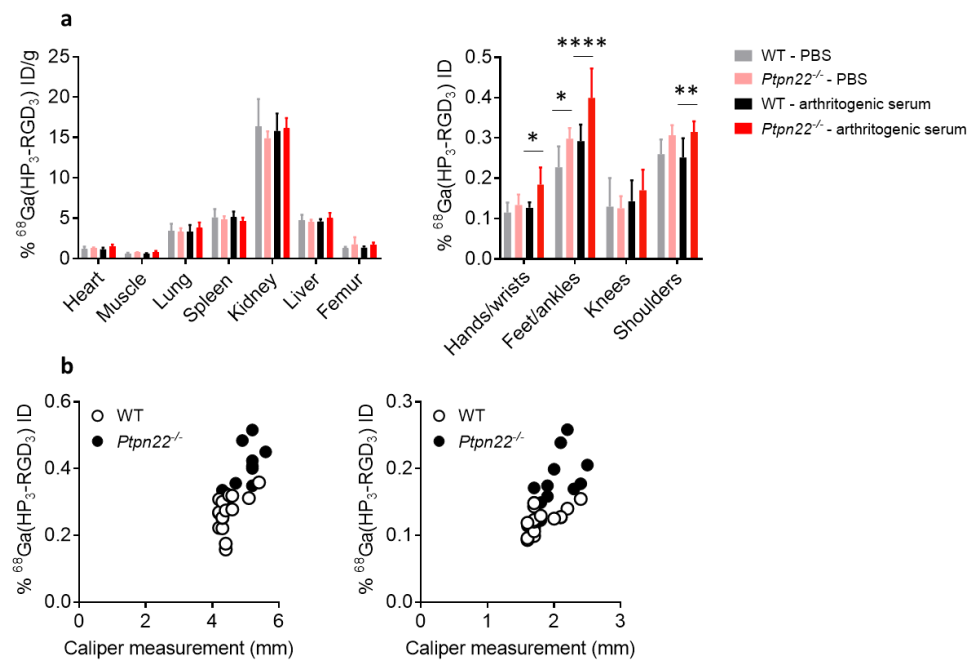 a
% ⁶⁸Ga(HP₃-RGD₃) ID/g
25
20
15
10
5
0
Heart
Muscle
Lung
Spleen
Kidney
Liver
Femur
% ⁶⁸Ga(HP₃-RGD₃) ID
0.5
0.4
0.3
0.2
0.1
0.0
*
*
****
**
Hands/wrists
Feet/ankles
Knees
Shoulders
WT - PBS
Ptpn22⁻/⁻ - PBS
WT - arthritogenic serum
Ptpn22⁻/⁻ - arthritogenic serum
b
% ⁶⁸Ga(HP₃-RGD₃) ID
0.6
0.4
0.2
0.0
WT
Ptpn22⁻/⁻
0 2 4 6
Caliper measurement (mm)
% ⁶⁸Ga(HP₃-RGD₃) ID
0.3
0.2
0.1
0.0
WT
Ptpn22⁻/⁻
0 1 2 3
Caliper measurement (mm)